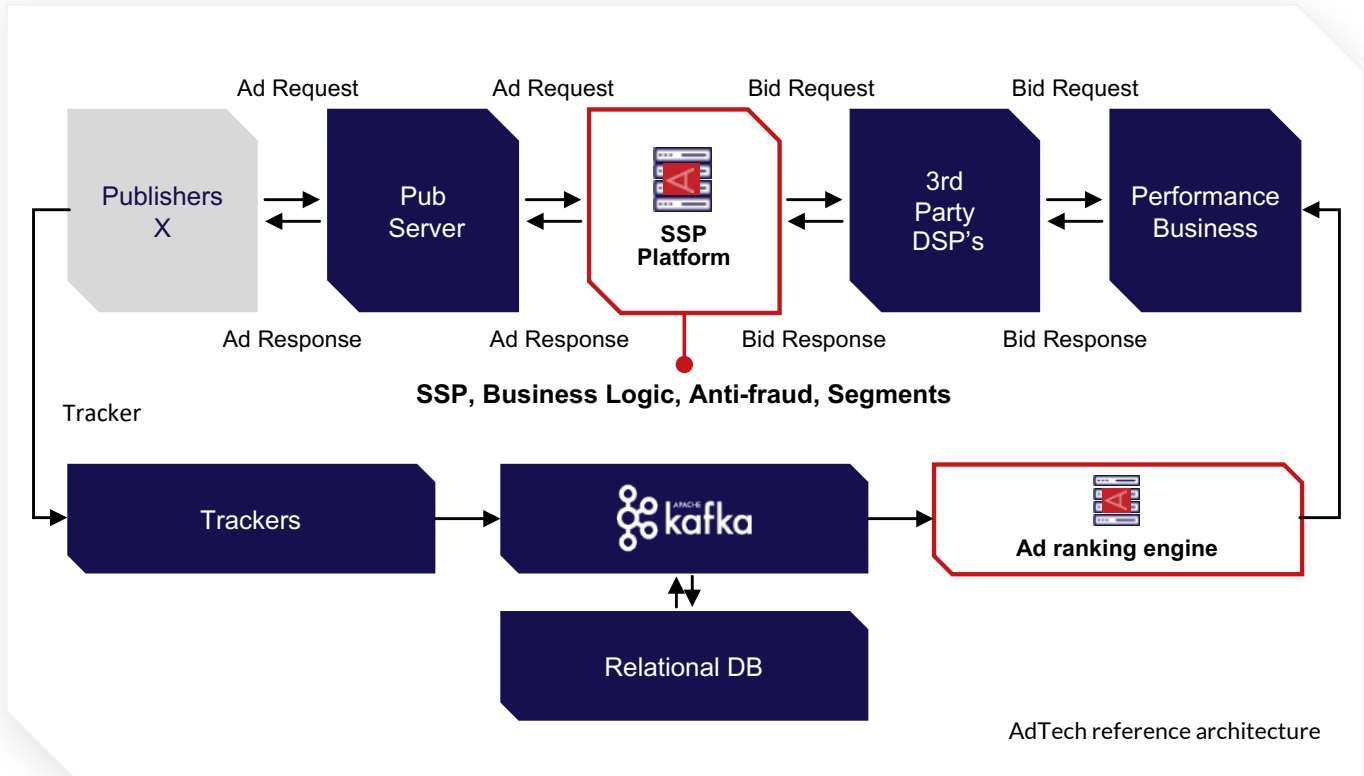 Ad Request
Ad Request
Bid Request
Bid Request
Publishers
X
Pub
Server
SSP
Platform
3rd
Party
DSP's
Performance
Business
Ad Response
Ad Response
Bid Response
Bid Response
SSP, Business Logic, Anti-fraud, Segments
Tracker
Trackers
APACHE
kafka
Ad ranking engine
Relational DB
AdTech reference architecture